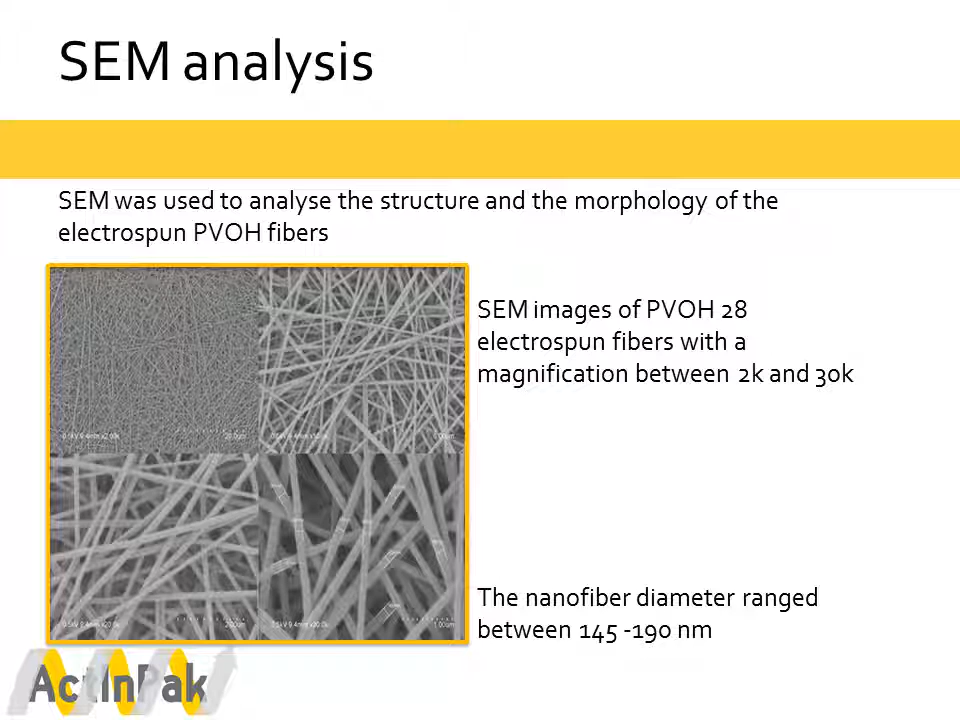 SEM analysis
SEM was used to analyse the structure and the morphology of the
electrospun PVOH fibers
SEM images of PVOH 28
electrospun fibers with a
magnification between 2k and 30k
The nanofiber diameter ranged
between 145 -190 nm
ActInPak